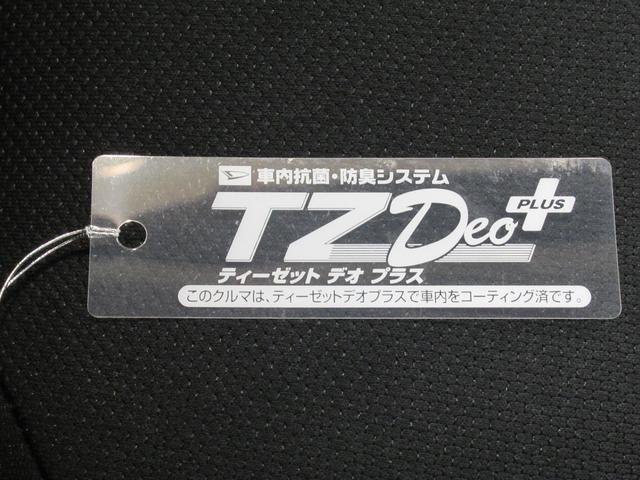 車内抗菌・防臭システム
TZ Deo PLUS
ティーゼット デオ プラス
このクルマは、ティーゼットデオプラスで車内をコーティング済です。